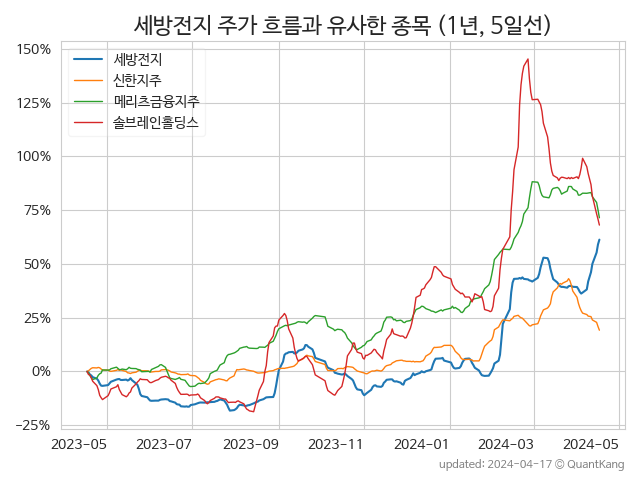 세방전지 주가 흐름과 유사한 종목 (1년, 5일선)
세방전지
신한지주
메리츠금융지주
솔브레인홀딩스
150%
125%
100%
75%
50%
25%
0%
−25%
2023-05 2023-07 2023-09 2023-11 2024-01 2024-03 2024-05
updated: 2024-04-17 © QuantKang